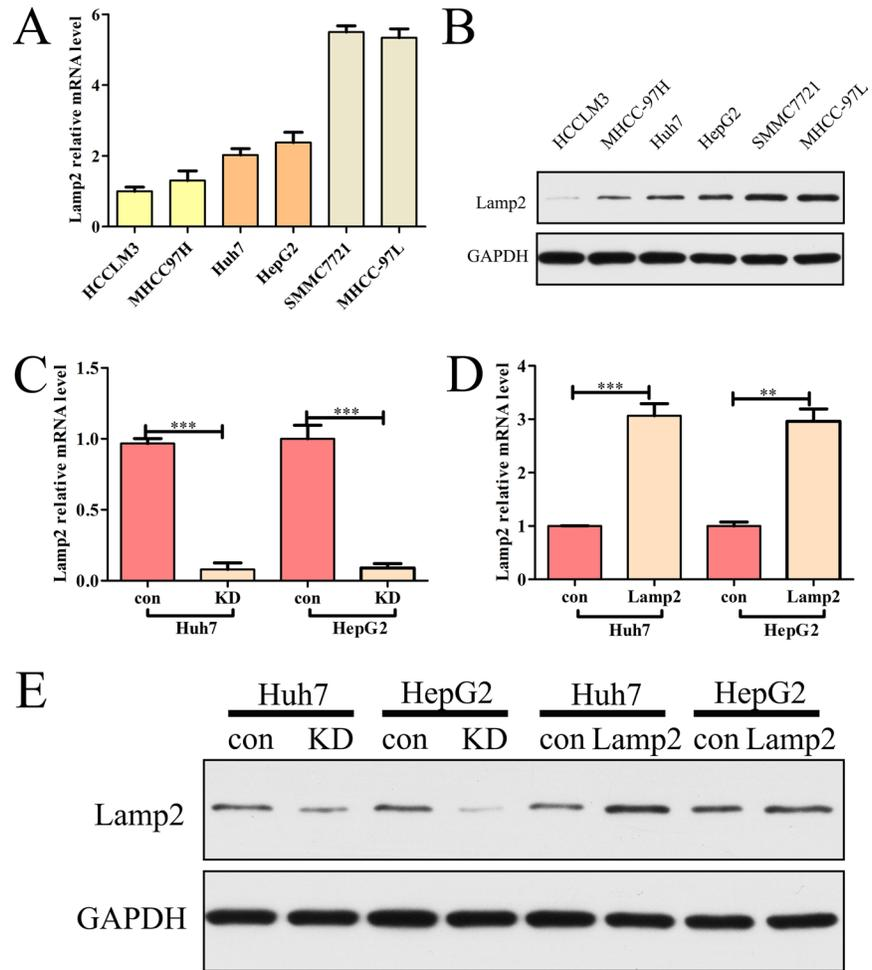 A
Lamp2 relative mRNA level
6
4
2
0
HCCLM3
MHCC97H
Huh7
HepG2
SMMC7721
MHCC-97L
B
HCCLM3
MHCC-97H
Huh7
HepG2
SMMC7721
MHCC-97L
Lamp2
GAPDH
C
Lamp2 relative mRNA level
1.5
1.0
0.5
0.0
***
***
con KD con KD
Huh7 HepG2
D
Lamp2 relative mRNA level
4
3
2
1
0
***
**
con Lamp2 con Lamp2
Huh7 HepG2
E
Huh7 HepG2 Huh7 HepG2
con KD con KD con Lamp2 con Lamp2
Lamp2
GAPDH